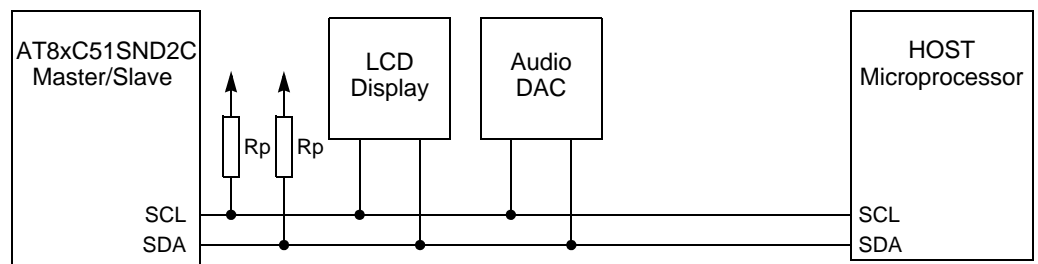 AT8xC51SND2C
Master/Slave
Rp
Rp
LCD
Display
Audio
DAC
HOST
Microprocessor
SCL
SDA
SCL
SDA